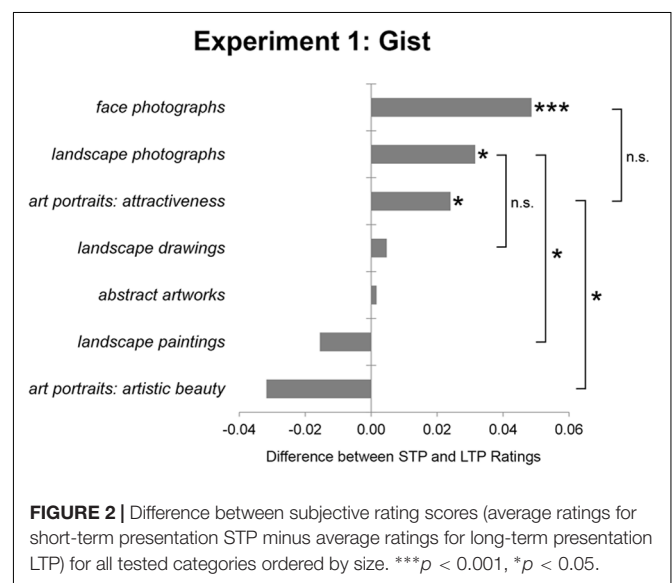 Experiment 1: Gist
face photographs
***
landscape photographs
*
n.s.
art portraits: attractiveness
*
n.s.
landscape drawings
*
abstract artworks
*
landscape paintings
art portraits: artistic beauty
-0.04 -0.02 0.00 0.02 0.04 0.06
Difference between STP and LTP Ratings
FIGURE 2 | Difference between subjective rating scores (average ratings for
short-term presentation STP minus average ratings for long-term presentation
LTP) for all tested categories ordered by size. ***p < 0.001, *p < 0.05.